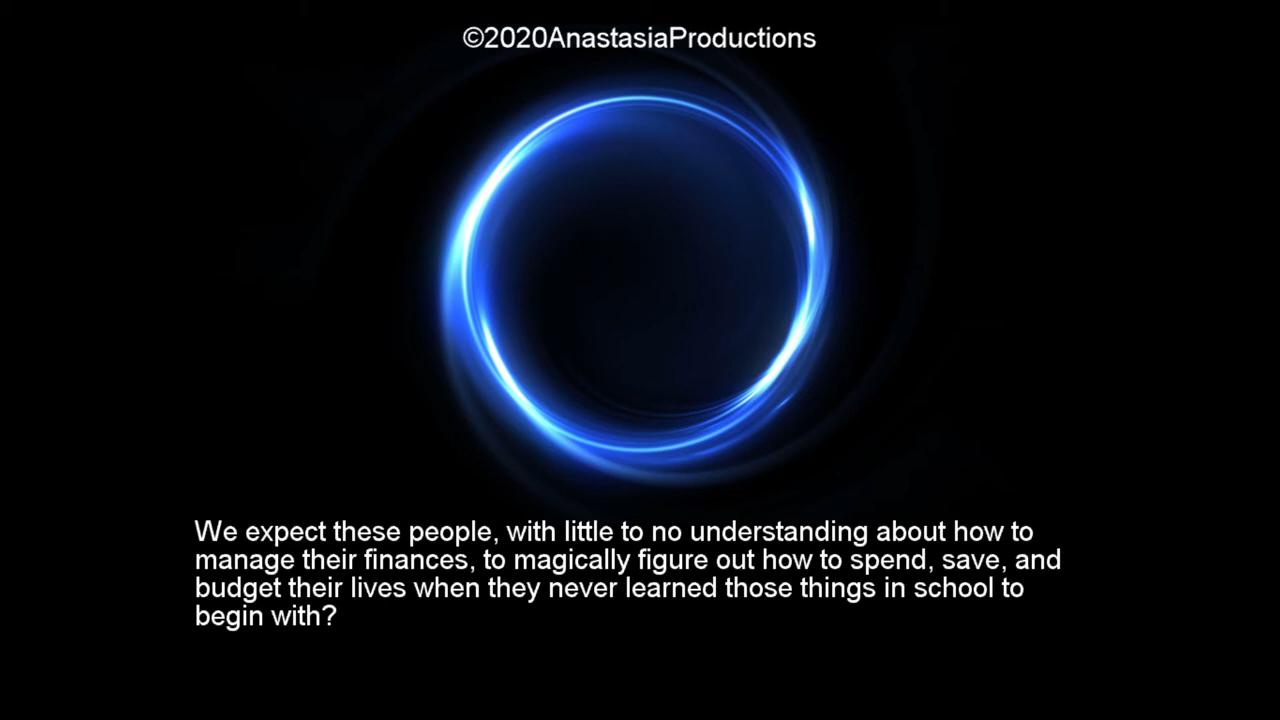 ©2020AnastasiaProductions
We expect these people, with little to no understanding about how to
manage their finances, to magically figure out how to spend, save, and
budget their lives when they never learned those things in school to
begin with?